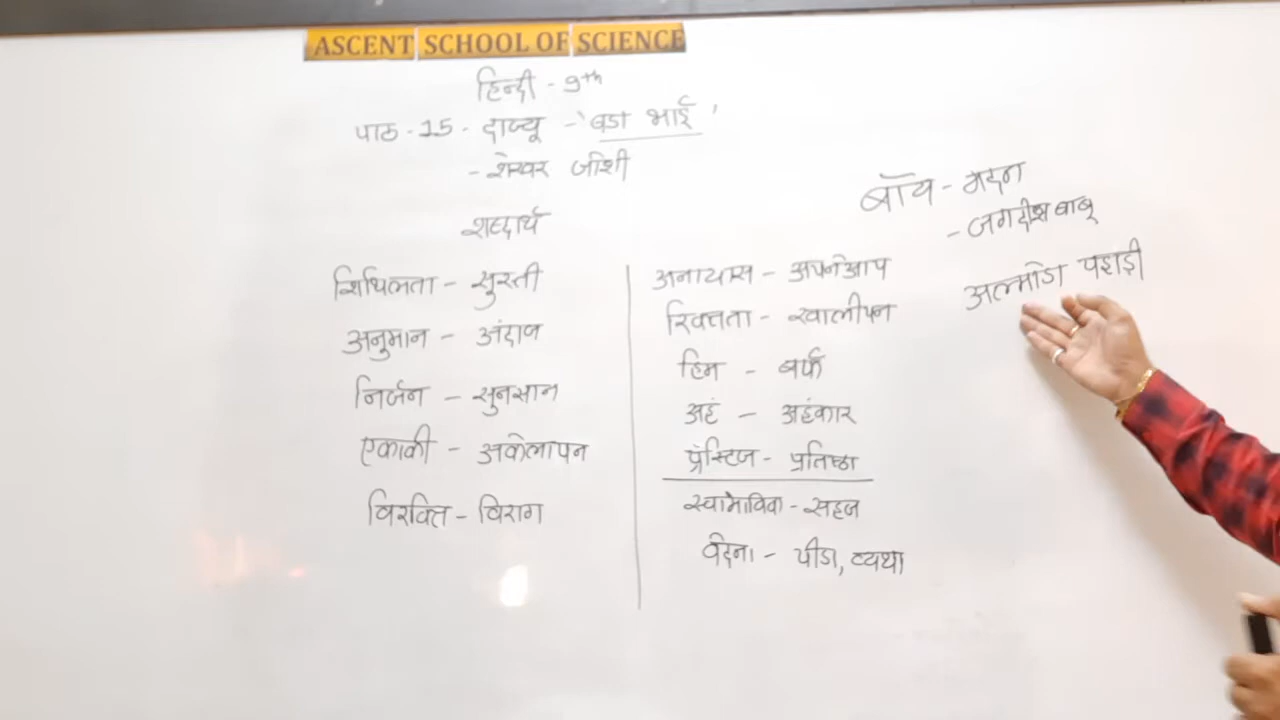 ASCENT SCHOOL OF SCIENCE
हिन्दी - 9th
पाठ - 15 - दाज्यू - 'बडा भाई'
- शेखर जोशी
शब्दार्थ
शिथिलता - सुस्ती
अनुमान - अंदाज
निर्जन - सुनसान
एकाकी - अकेलापन
विरक्ति - विराग
अनायास - अपनेआप
रिक्तता - खालीपन
हिम - बर्फ
अहं - अहंकार
प्रेस्टिज - प्रतिष्ठा
स्वाभाविक - सहज
वेदना - पीडा, व्यथा
बॉय - मदन
- जगदीश बाबू
अल्मोडा पहाड़ी